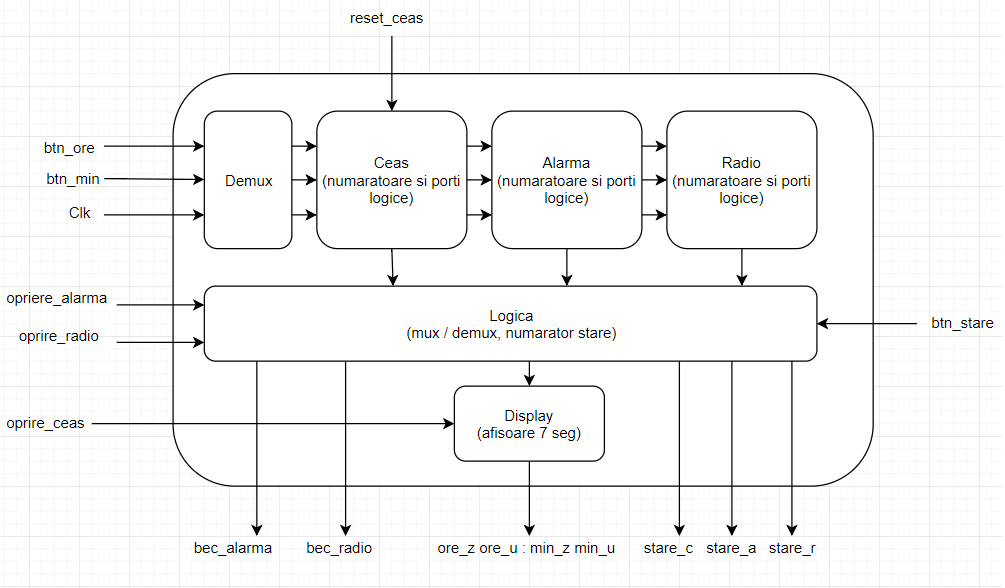 reset_ceas
btn_ore
btn_min
Clk
Demux
Ceas
(numaratoare si porti
logice)
Alarma
(numaratoare si porti
logice)
Radio
(numaratoare si porti
logice)
opriere_alarma
oprire_radio
Logica
(mux / demux, numarator stare)
btn_stare
oprire_ceas
Display
(afisoare 7 seg)
bec_alarma
bec_radio
ore_z ore_u : min_z min_u
stare_c
stare_a
stare_r